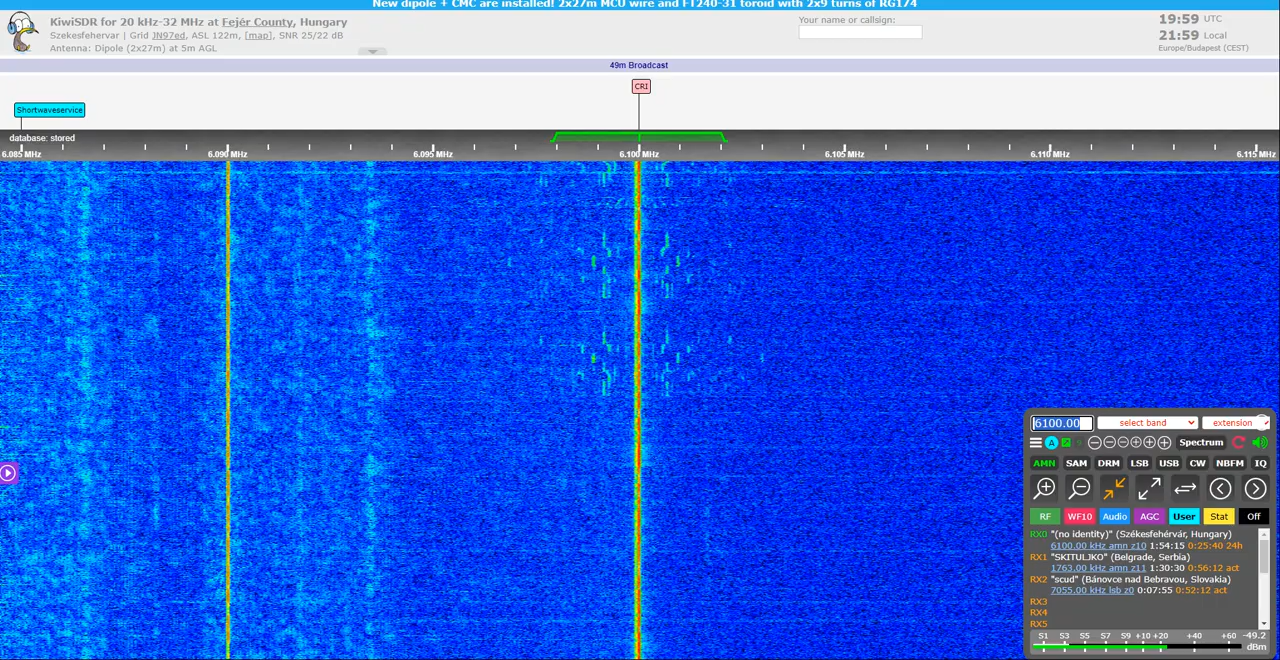 New dipole + CMC are installed! 2x27m MCU wire and FT240-31 toroid with 2x9 turns of RG174
KiwiSDR for 20 kHz-32 MHz at Fejér County, Hungary
Szekesfehervar | Grid JN97ed, ASL 122m, [map], SNR 25/22 dB
Antenna: Dipole (2x27m) at 5m AGL
Your name or callsign:
19:59 UTC
21:59 Local
Europe/Budapest (CEST)
49m Broadcast
CRI
Shortwaveservice
database: stored
6.085 MHz 6.090 MHz 6.095 MHz 6.100 MHz 6.105 MHz 6.110 MHz 6.115 MHz
6100.00 select band extension
A Spectrum
AMN SAM DRM LSB USB CW NBFM IQ
RF WF10 Audio AGC User Stat Off
RX0 "(no identity)" (Székesfehérvár, Hungary)
6100.00 kHz amn z10 1:54:15 0:25:40 24h
RX1 "SKITULJKO" (Belgrade, Serbia)
1763.00 kHz amn z11 1:30:30 0:56:12 act
RX2 "scud" (Bánovce nad Bebravou, Slovakia)
7055.00 kHz lsb z0 0:07:55 0:52:12 act
RX3
RX4
RX5
S1 S3 S5 S7 S9 +10 +20 +40 +60 -49.2
dBm